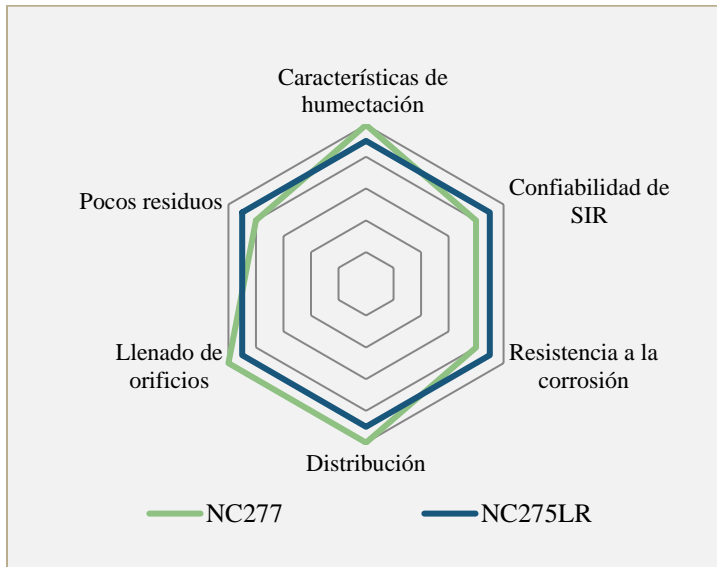 Características de
humectación
Confiabilidad de
SIR
Resistencia a la
corrosión
Distribución
Llenado de
orificios
Pocos residuos
NC277
NC275LR